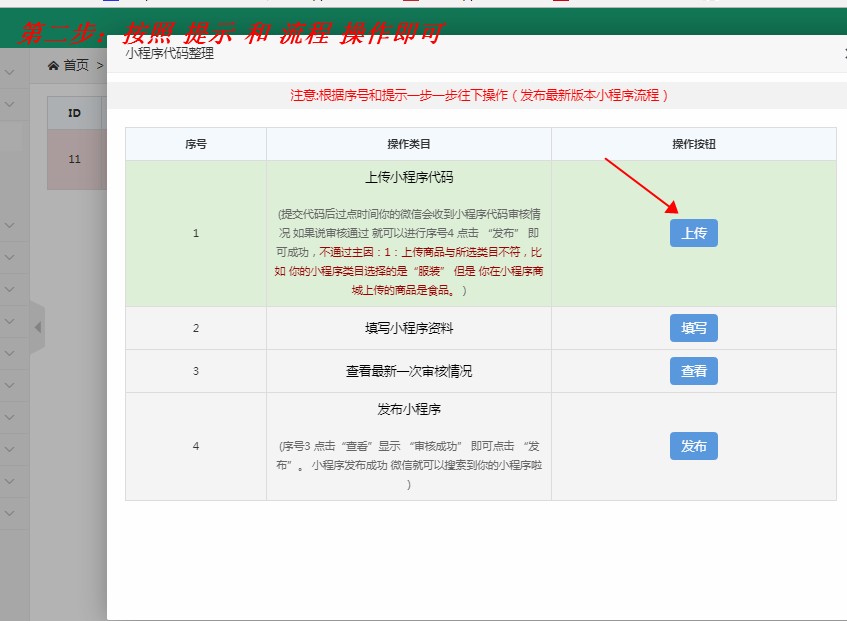 第二步：按照 提示 和 流程 操作即可
小程序代码整理
首页 >
注意:根据序号和提示一步一步往下操作（发布最新版本小程序流程）
ID
11
序号 操作类目 操作按钮
上传小程序代码
(提交代码后过点时间你的微信会收到小程序代码审核情
况 如果说审核通过 就可以进行序号4 点击 “发布” 即
可成功，不通过主因：1：上传商品与所选类目不符，比
如 你的小程序类目选择的是“服装” 但是 你在小程序商
城上传的商品是食品。）
1
上传
2 填写小程序资料 填写
3 查看最新一次审核情况 查看
发布小程序
(序号3 点击“查看”显示 “审核成功” 即可点击 “发
布”。 小程序发布成功 微信就可以搜索到你的小程序啦
)
4
发布